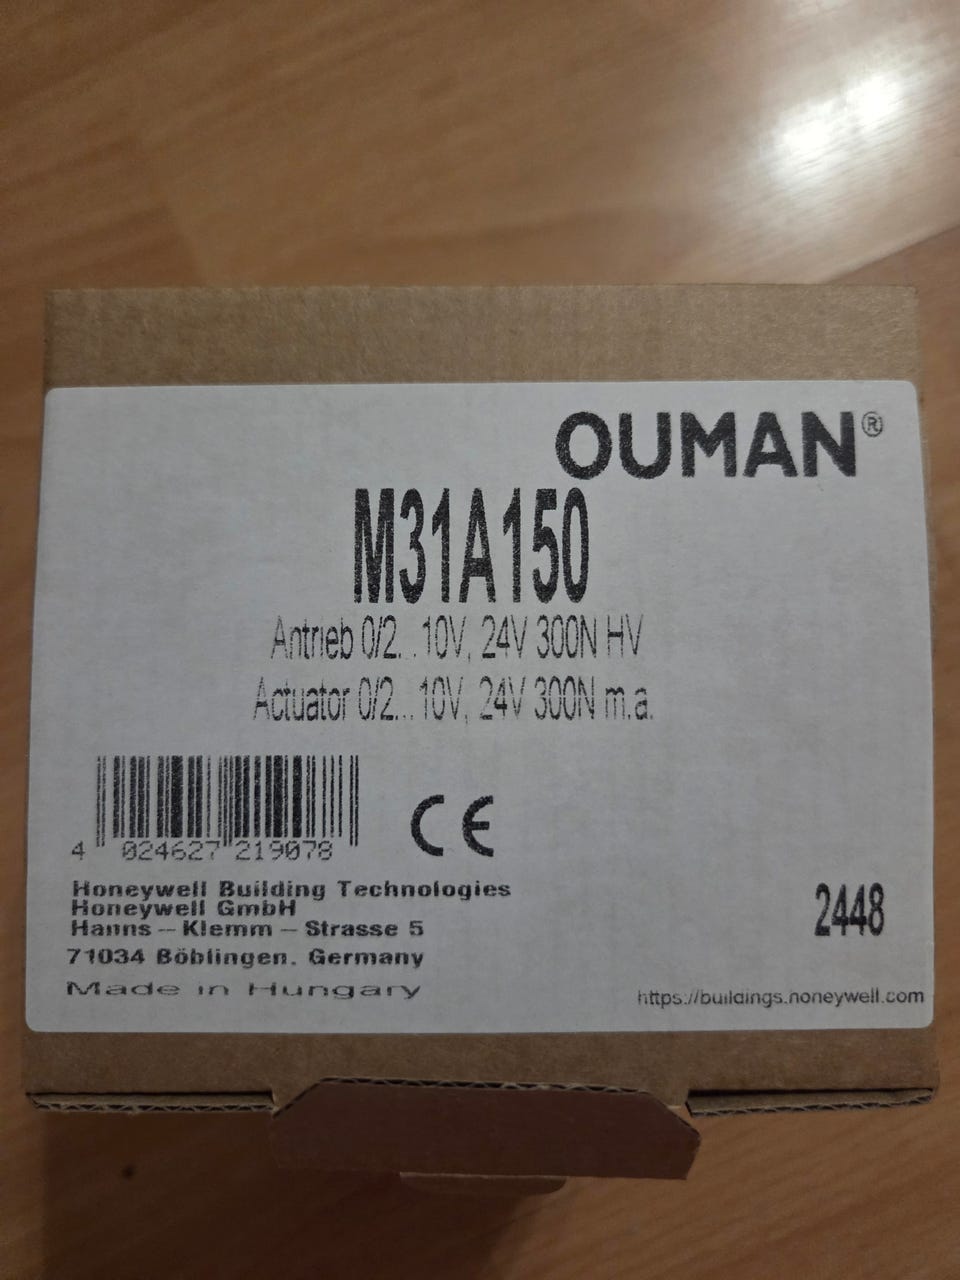 OUMAN®
M31A150
Antrieb 0/2...10V, 24V 300N HV
Actuator 0/2...10V, 24V 300N m.a.
CE
4 024627 219078
Honeywell Building Technologies
Honeywell GmbH
Hanns - Klemm - Strasse 5
2448
71034 Böblingen. Germany
Made in Hungary
https://buildings.honeywell.com